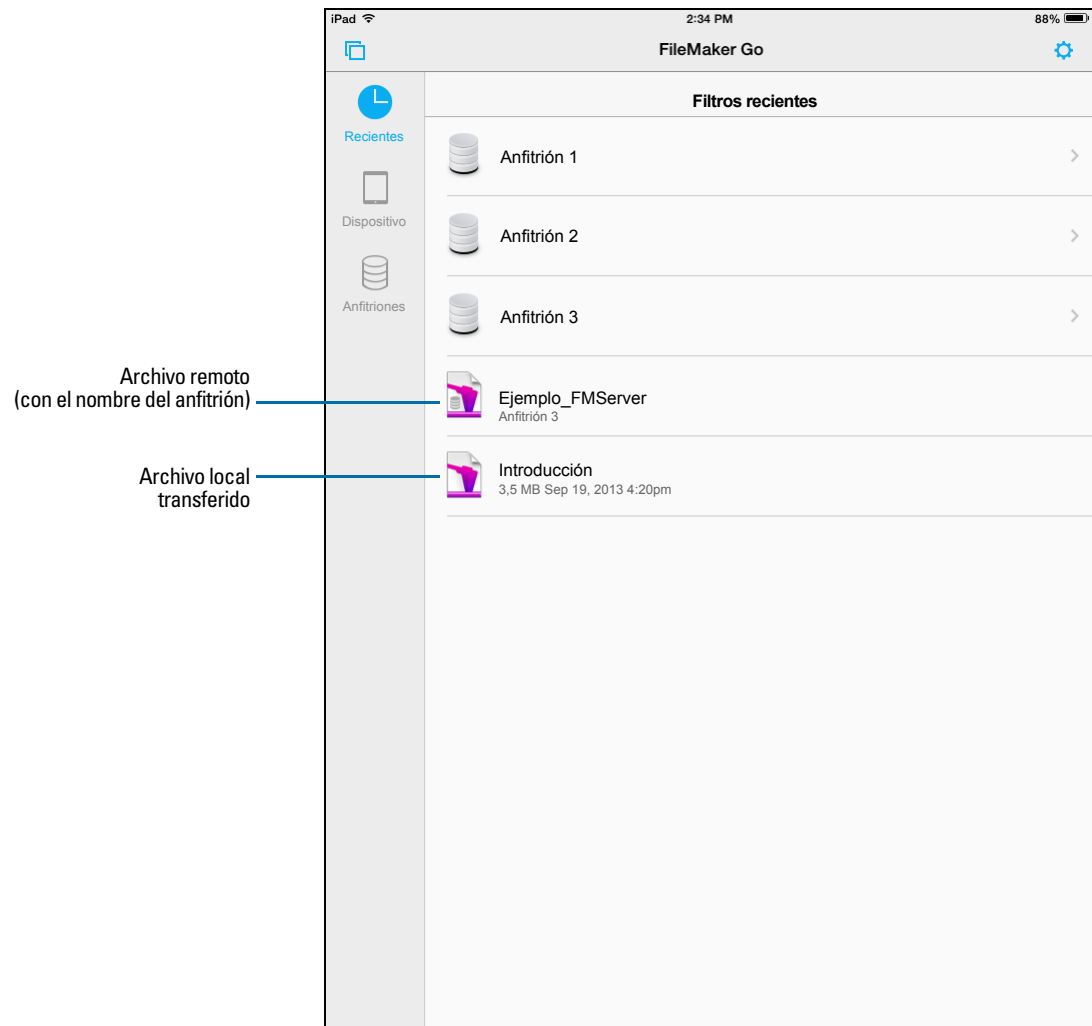 iPad
2:34 PM
88%
FileMaker Go
Recientes
Dispositivo
Anfitriones
Filtros recientes
Anfitrión 1
Anfitrión 2
Anfitrión 3
Archivo remoto
(con el nombre del anfitrión)
Ejemplo_FMServer
Anfitrión 3
Archivo local
transferido
Introducción
3,5 MB Sep 19, 2013 4:20pm